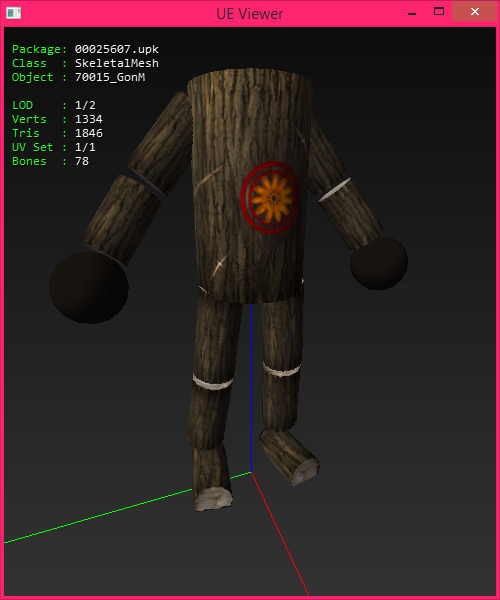 UE Viewer
Package: 00025607.upk
Class : SkeletalMesh
Object : 70015_GonM
LOD : 1/2
Verts : 1334
Tris : 1846
UV Set : 1/1
Bones : 78